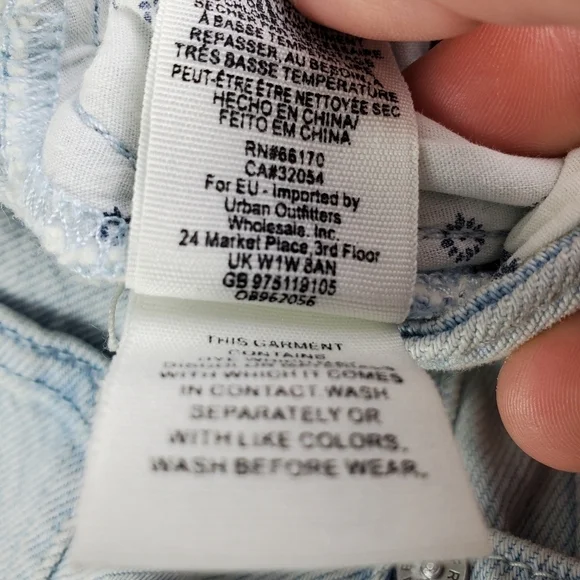 À BASSE TEMPÉRATURE
REPASSER, AU BESOIN À
TRÈS BASSE TEMPÉRATURE
PEUT-ÊTRE ÊTRE NETTOYÉE SEC
HECHO EN CHINA/
FEITO EM CHINA
RN#66170
CA#32054
For EU - Imported by
Urban Outfitters
Wholesale, Inc.
24 Market Place, 3rd Floor
UK W1W 8AN
GB 975119105
OB962056
THIS GARMENT
CONTAINS
WITH WHICH IT COMES
IN CONTACT. WASH
SEPARATELY OR
WITH LIKE COLORS.
WASH BEFORE WEAR.